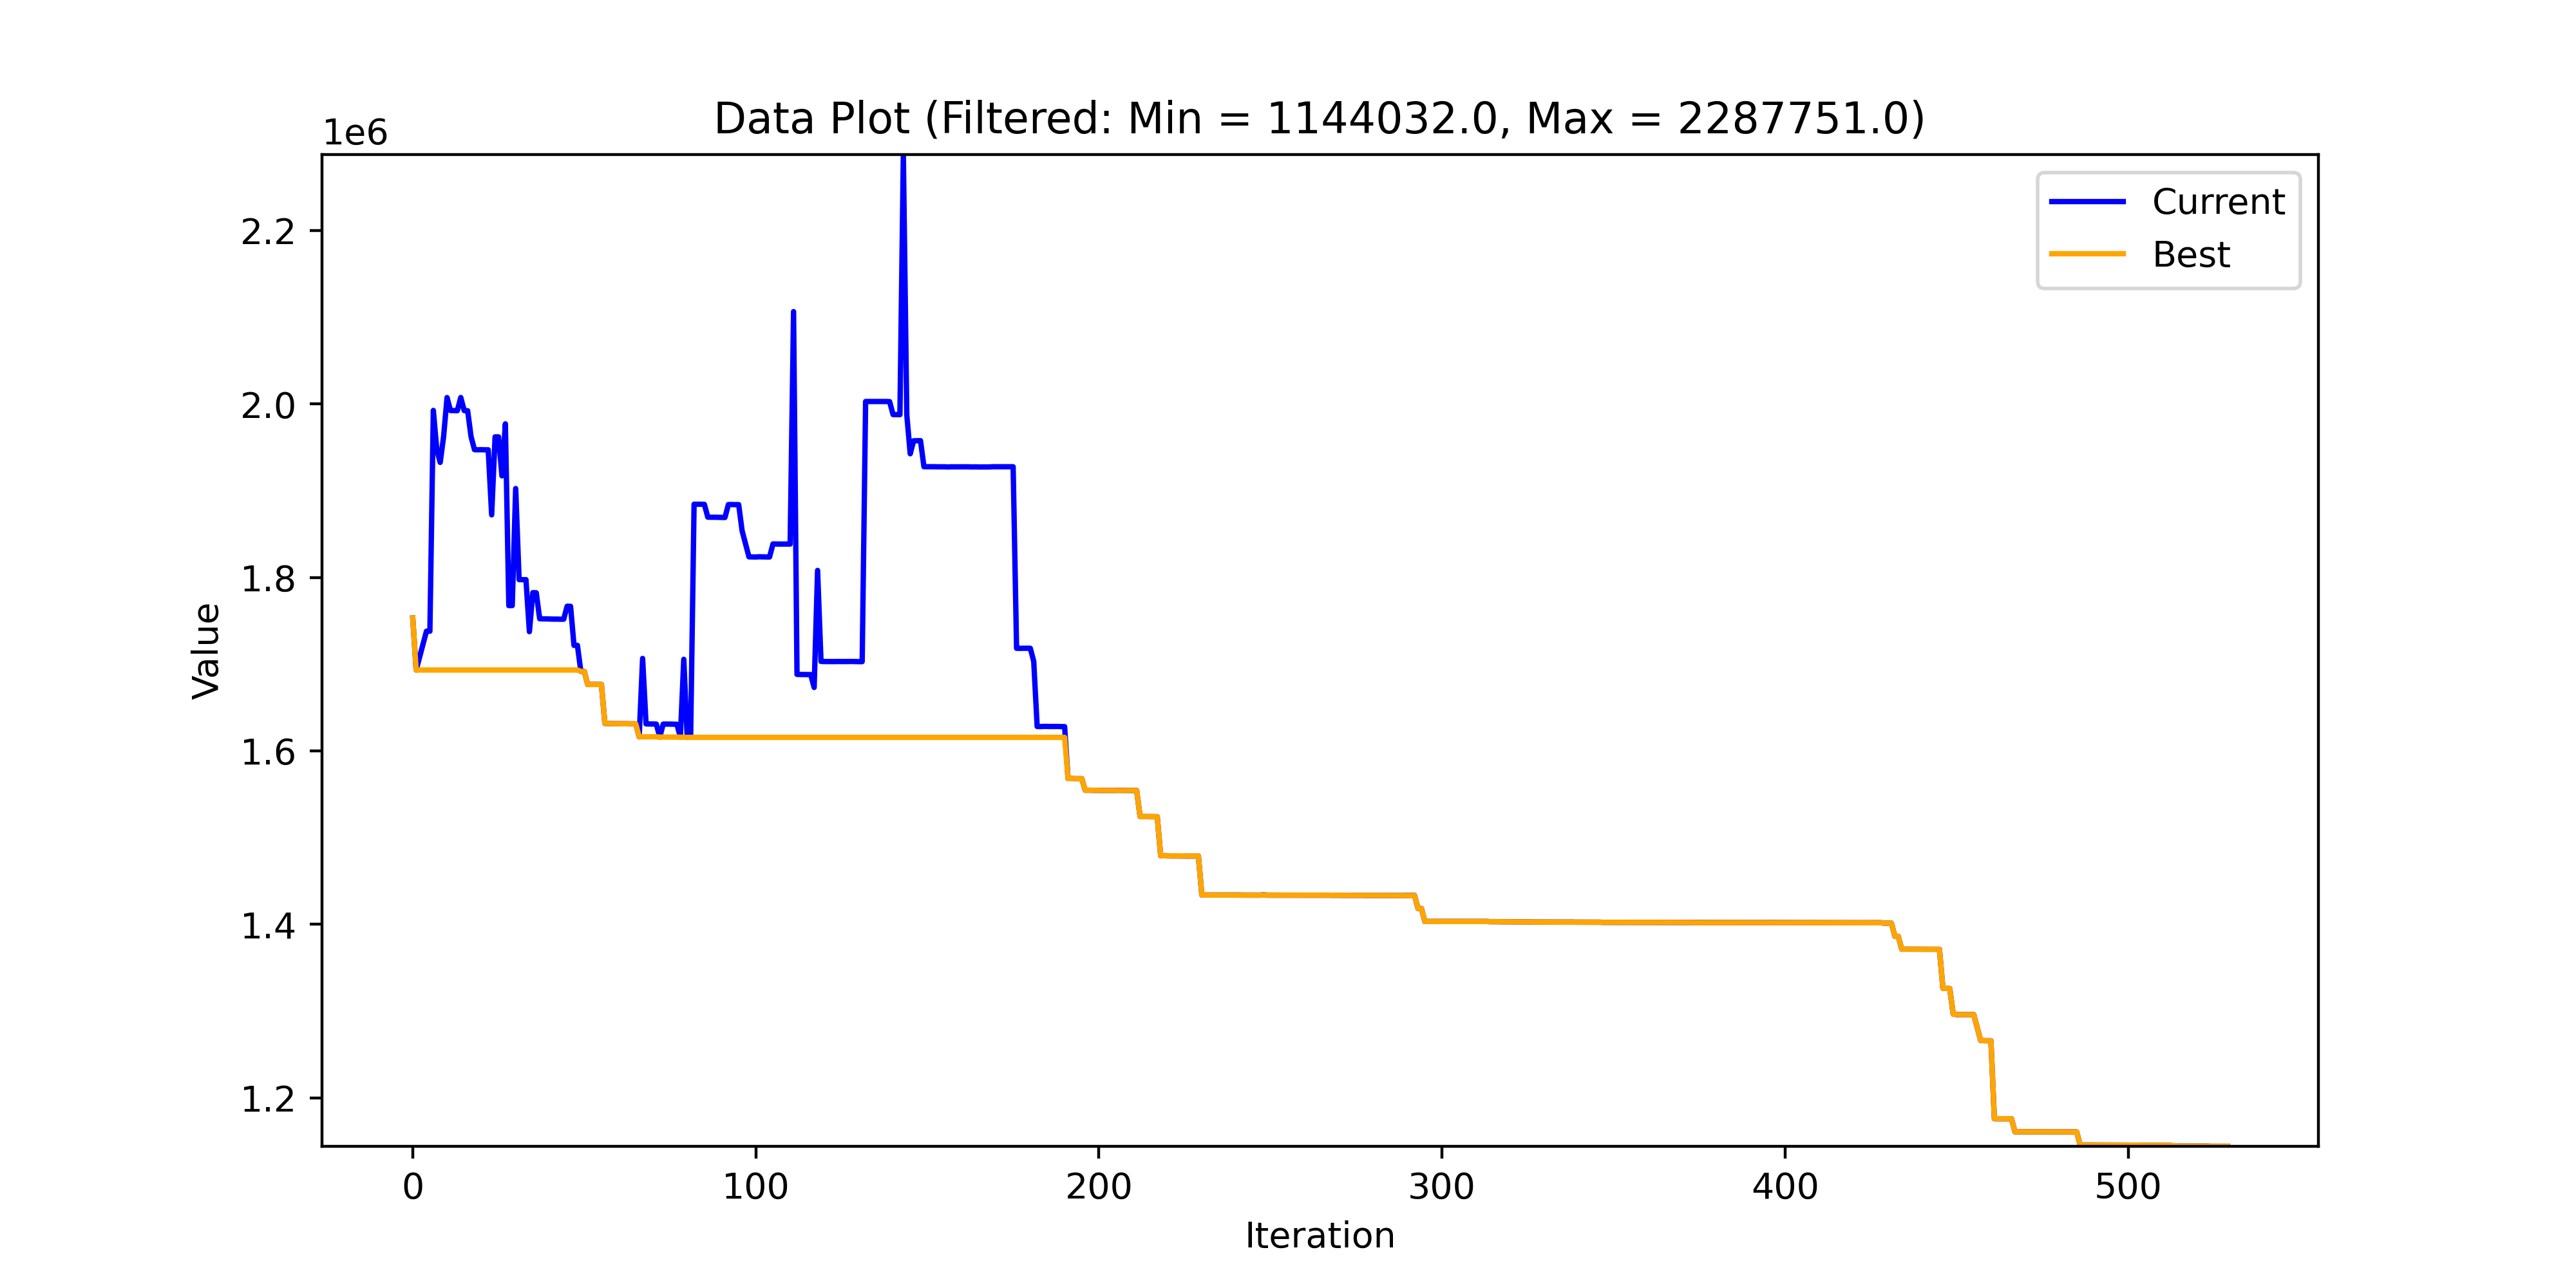 Data Plot (Filtered: Min = 1144032.0, Max = 2287751.0)
1e6
Current
Best
2.2
2.0
1.8
1.6
1.4
1.2
Value
0 100 200 300 400 500
Iteration